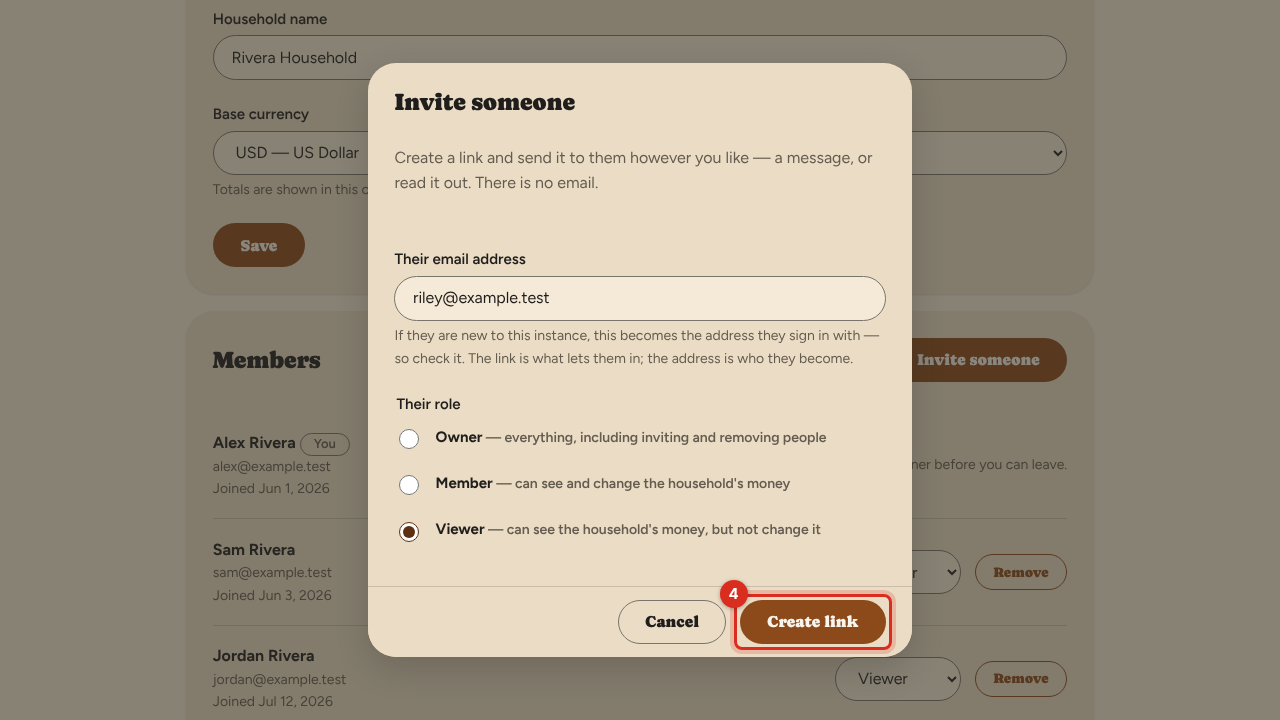 Household name
Rivera Household
Base currency
USD — US Dollar
Totals are shown in this
Save
Members
Invite someone
Alex Rivera You
alex@example.test
Joined Jun 1, 2026
before you can leave.
Sam Rivera
sam@example.test
Joined Jun 3, 2026
Remove
Jordan Rivera
jordan@example.test
Joined Jul 12, 2026
Viewer
Remove
Invite someone
Create a link and send it to them however you like — a message, or
read it out. There is no email.
Their email address
riley@example.test
If they are new to this instance, this becomes the address they sign in with —
so check it. The link is what lets them in; the address is who they become.
Their role
Owner — everything, including inviting and removing people
Member — can see and change the household's money
Viewer — can see the household's money, but not change it
4
Cancel
Create link